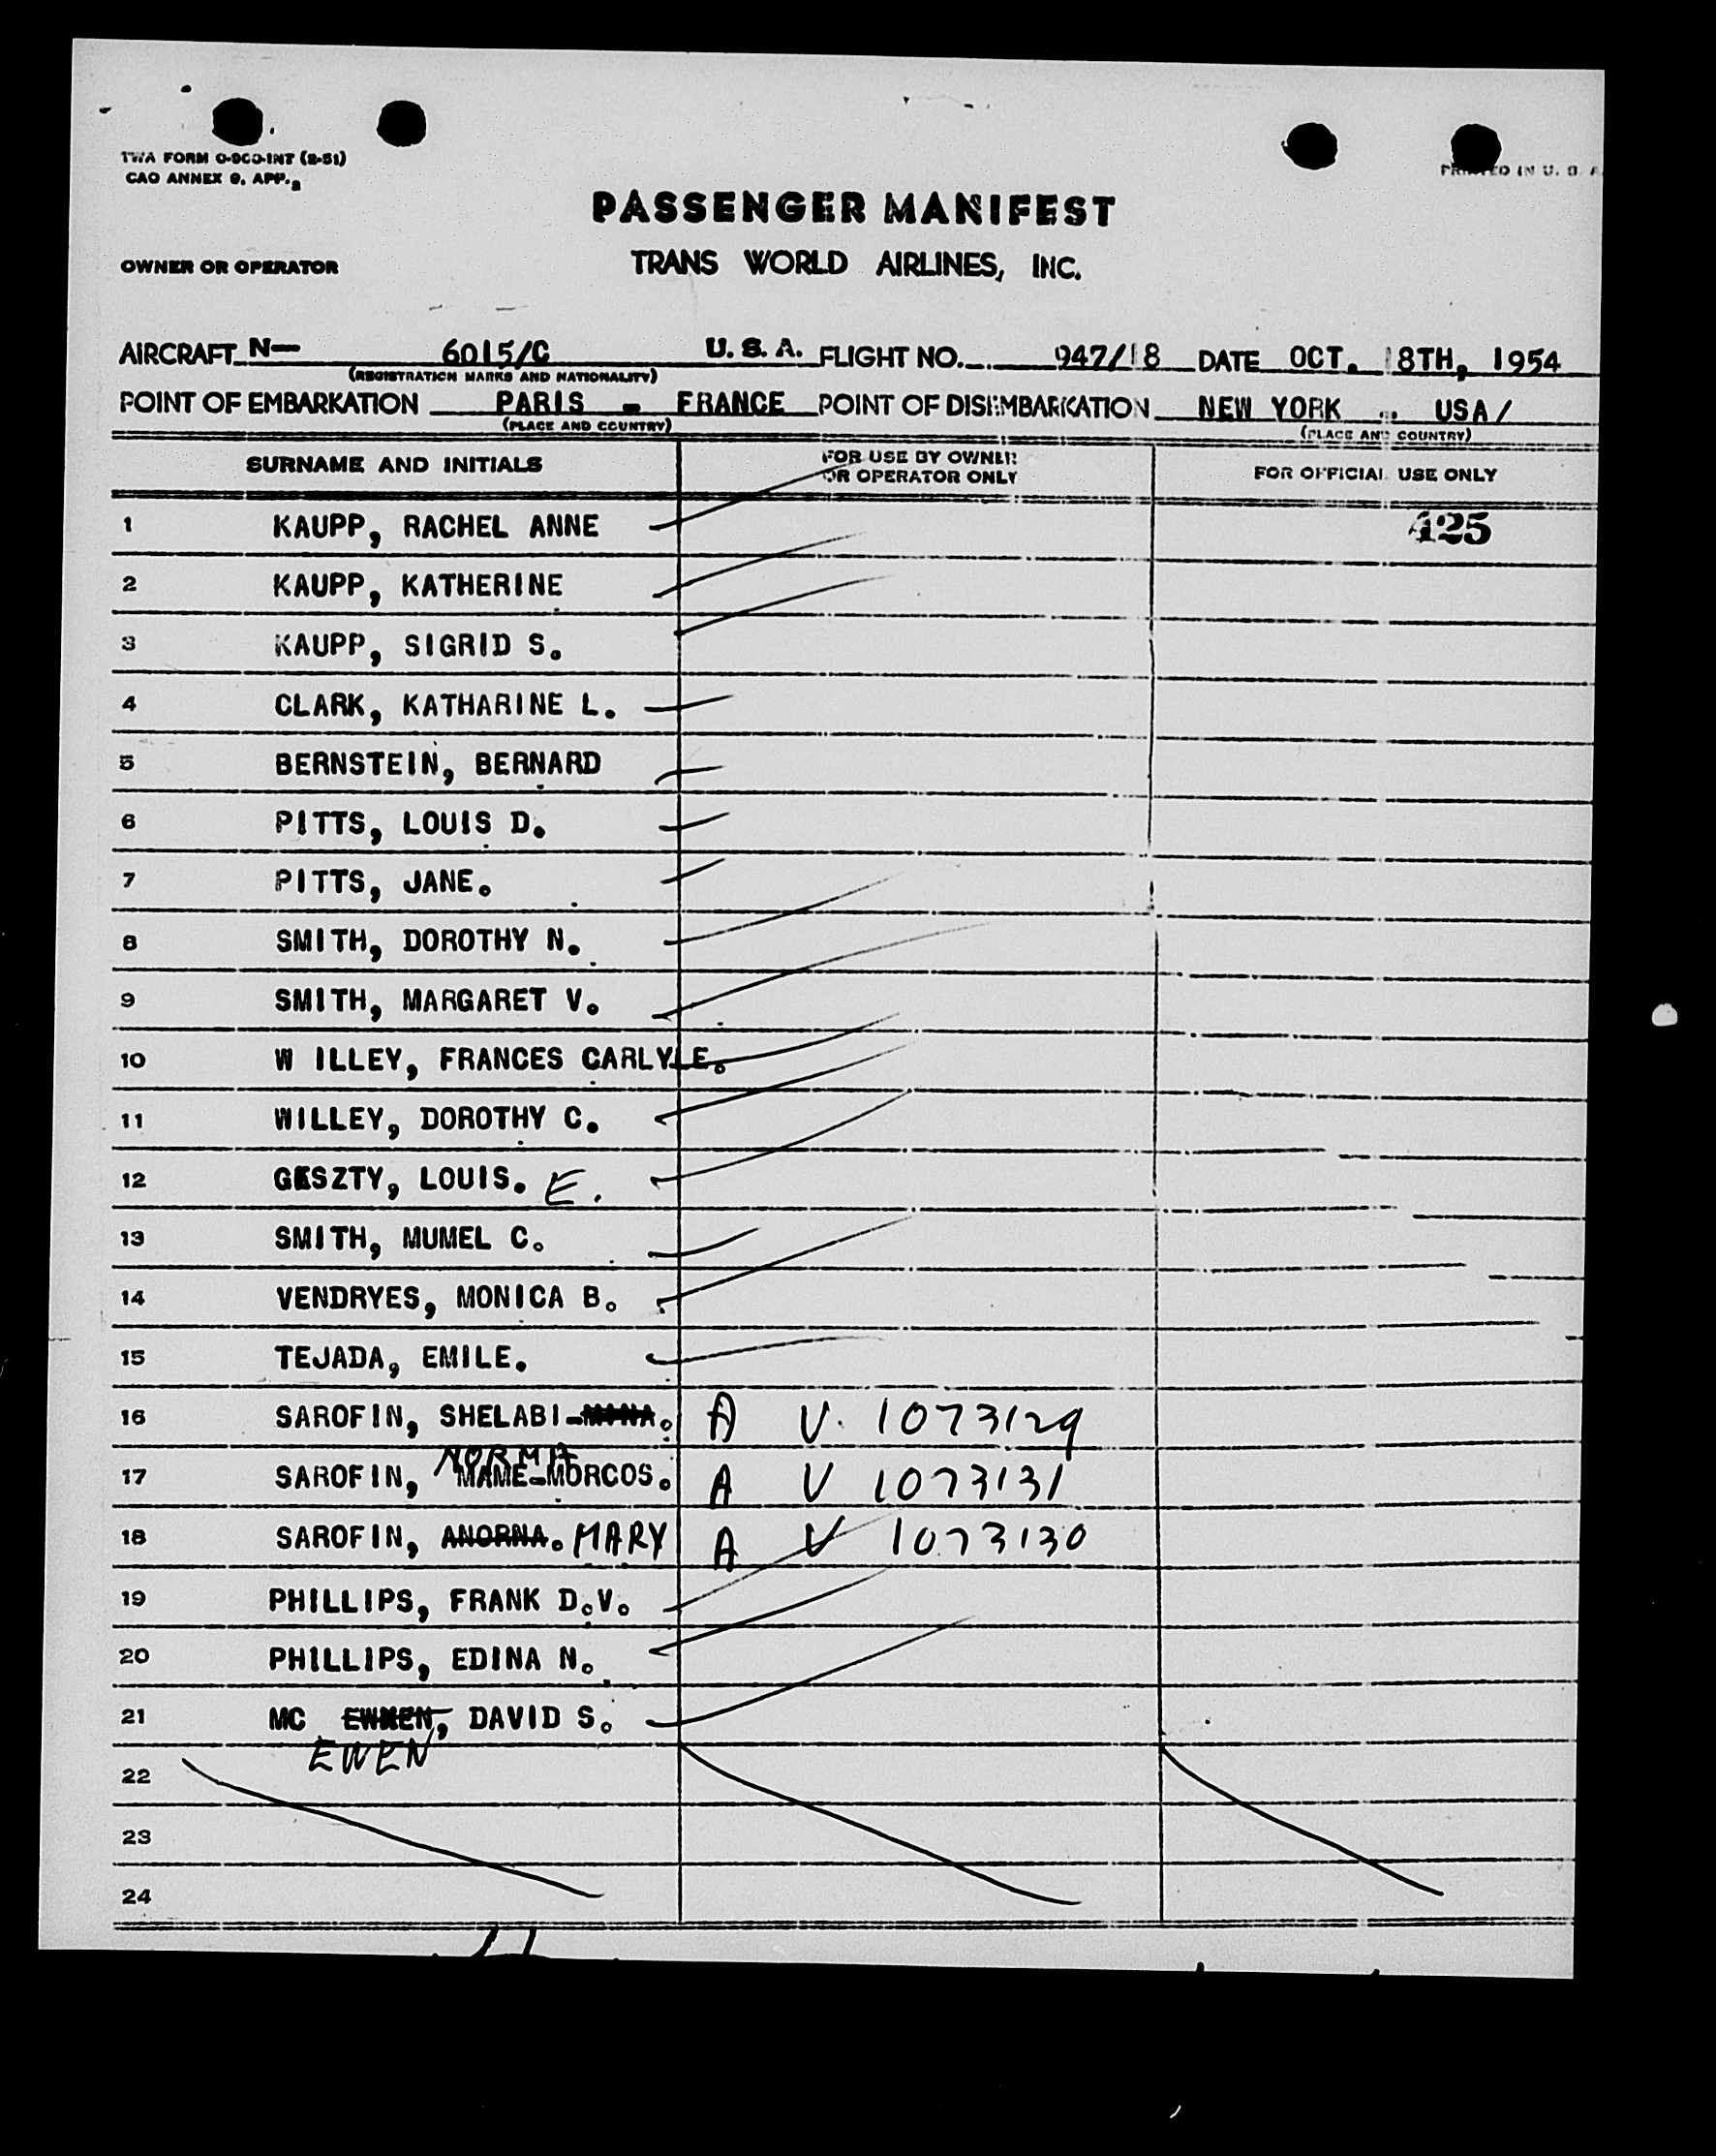 TWA FORM O-900-INT (2-51)
CAO ANNEX 9, APP. 2
PRINTED IN U. S. A.
PASSENGER MANIFEST
OWNER OR OPERATOR TRANS WORLD AIRLINES, INC.
AIRCRAFT N— 6015/C U. S. A. FLIGHT NO. 947/18 DATE OCT. 18TH, 1954
(REGISTRATION MARKS AND NATIONALITY)
POINT OF EMBARKATION PARIS - FRANCE POINT OF DISEMBARKATION NEW YORK - USA/
(PLACE AND COUNTRY) (PLACE AND COUNTRY)
SURNAME AND INITIALS FOR USE BY OWNER OR OPERATOR ONLY FOR OFFICIAL USE ONLY
1 KAUPP, RACHEL ANNE 425
2 KAUPP, KATHERINE
3 KAUPP, SIGRID S.
4 CLARK, KATHARINE L.
5 BERNSTEIN, BERNARD
6 PITTS, LOUIS D.
7 PITTS, JANE.
8 SMITH, DOROTHY N.
9 SMITH, MARGARET V.
10 W ILLEY, FRANCES CARLYLE.
11 WILLEY, DOROTHY C.
12 GESZTY, LOUIS. E.
13 SMITH, MUMEL C.
14 VENDRYES, MONICA B.
15 TEJADA, EMILE.
16 SAROFIN, SHELABI-MONA. A V. 1073129
NORMA
17 SAROFIN, MAME-MORCOS. A V 1073131
18 SAROFIN, ANORNA. MARY A V 1073130
19 PHILLIPS, FRANK D.V.
20 PHILLIPS, EDINA N.
21 MC EWMEN, DAVID S.
EWEN
22
23
24